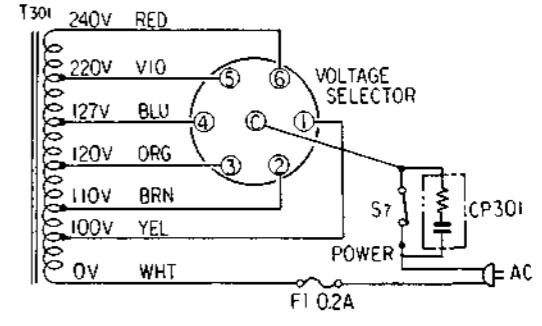 T301
240V RED
220V VIO
127V BLU
120V ORG
110V BRN
100V YEL
0V WHT
5
6
4
C
1
3
2
VOLTAGE
SELECTOR
S7
CP301
POWER
AC
F1 0.2A